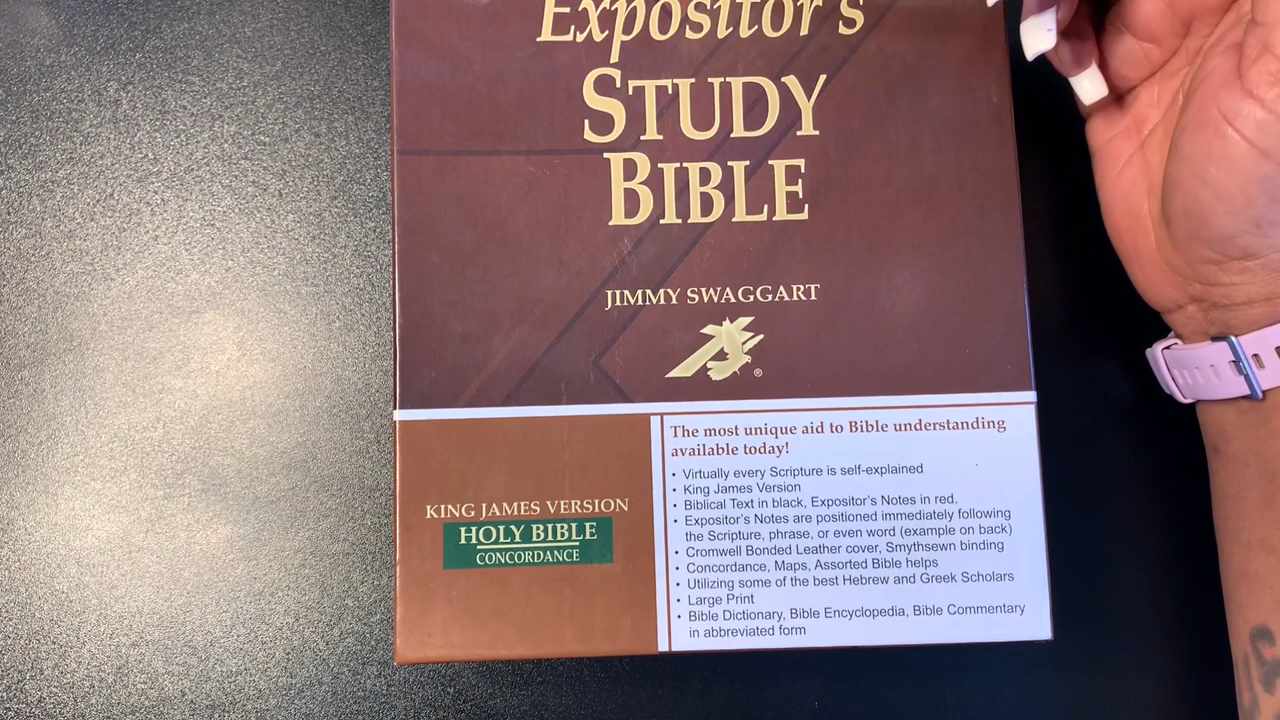 Expositor's
STUDY
BIBLE
JIMMY SWAGGART
®
KING JAMES VERSION
HOLY BIBLE
CONCORDANCE
The most unique aid to Bible understanding
available today!
• Virtually every Scripture is self-explained
• King James Version
• Biblical Text in black, Expositor's Notes in red.
• Expositor's Notes are positioned immediately following
the Scripture, phrase, or even word (example on back)
• Cromwell Bonded Leather cover, Smythsewn binding
• Concordance, Maps, Assorted Bible helps
• Utilizing some of the best Hebrew and Greek Scholars
• Large Print
• Bible Dictionary, Bible Encyclopedia, Bible Commentary
in abbreviated form